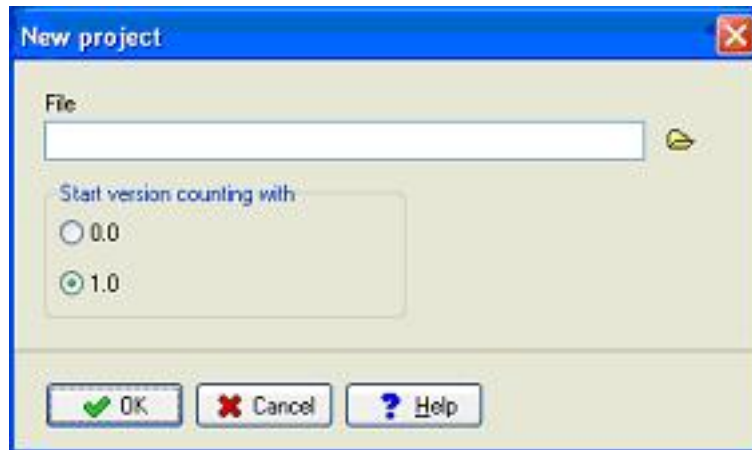 New project
File
Start version counting with
0.0
1.0
OK Cancel Help